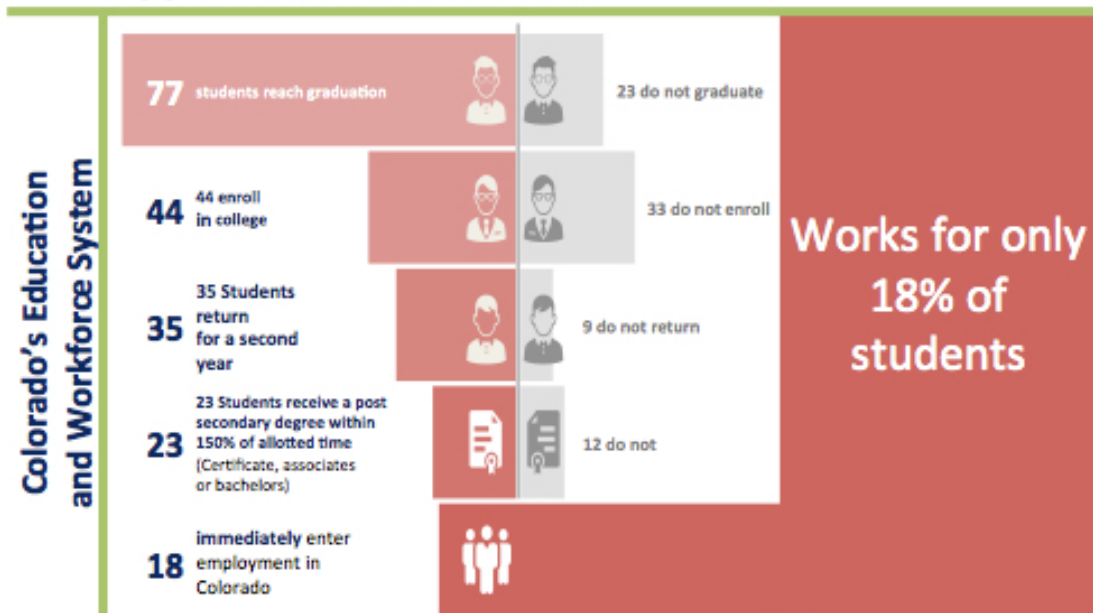 Colorado's Education
and Workforce System
77 students reach graduation
23 do not graduate
44
44 enroll
in college
33 do not enroll
35
35 Students
return
for a second
year
9 do not return
23
23 Students receive a post
secondary degree within
150% of allotted time
(Certificate, associates
or bachelors)
12 do not
18
immediately enter
employment in
Colorado
Works for only
18% of
students